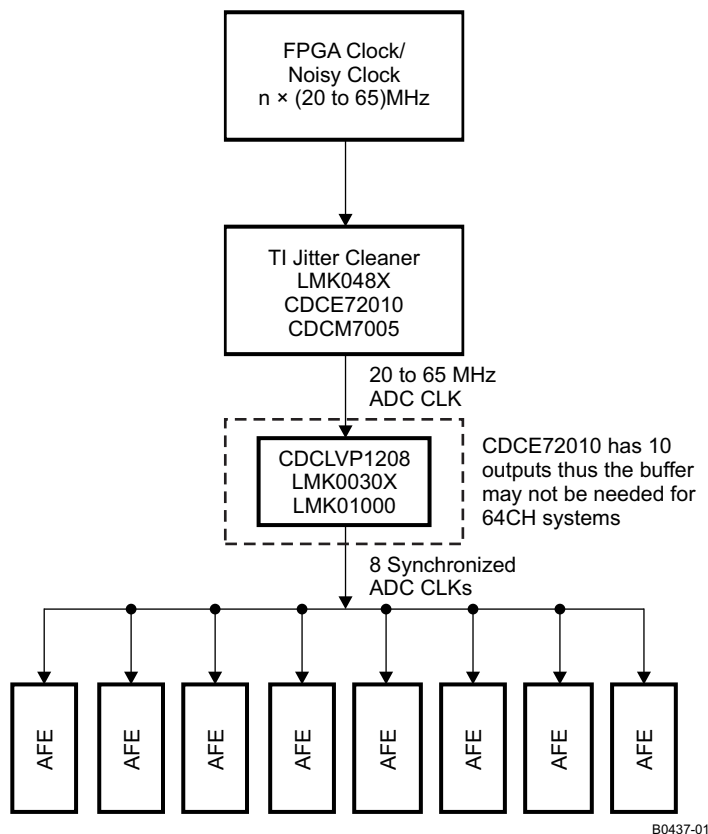 FPGA Clock/
Noisy Clock
n × (20 to 65)MHz
TI Jitter Cleaner
LMK048X
CDCE72010
CDCM7005
20 to 65 MHz
ADC CLK
CDCLVP1208
LMK0030X
LMK01000
CDCE72010 has 10
outputs thus the buffer
may not be needed for
64CH systems
8 Synchronized
ADC CLKs
AFE
AFE
AFE
AFE
AFE
AFE
AFE
AFE
B0437-01